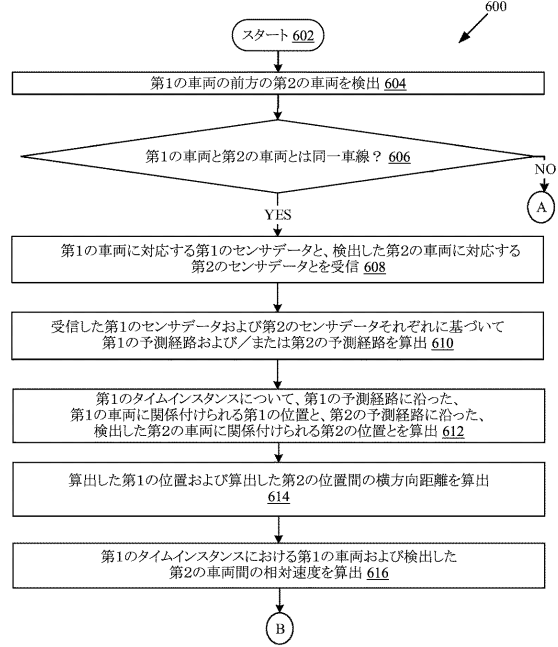 600
スタート 602
第1の車両の前方の第2の車両を検出 604
第1の車両と第2の車両とは同一車線？ 606
NO
A
YES
第1の車両に対応する第1のセンサデータと、検出した第2の車両に対応する
第2のセンサデータとを受信 608
受信した第1のセンサデータおよび第2のセンサデータそれぞれに基づいて
第1の予測経路および／または第2の予測経路を算出 610
第1のタイムインスタンスについて、第1の予測経路に沿った、
第1の車両に関係付けられる第1の位置と、第2の予測経路に沿った、
検出した第2の車両に関係付けられる第2の位置とを算出 612
算出した第1の位置および算出した第2の位置間の横方向距離を算出
614
第1のタイムインスタンスにおける第1の車両および検出した
第2の車両間の相対速度を算出 616
B